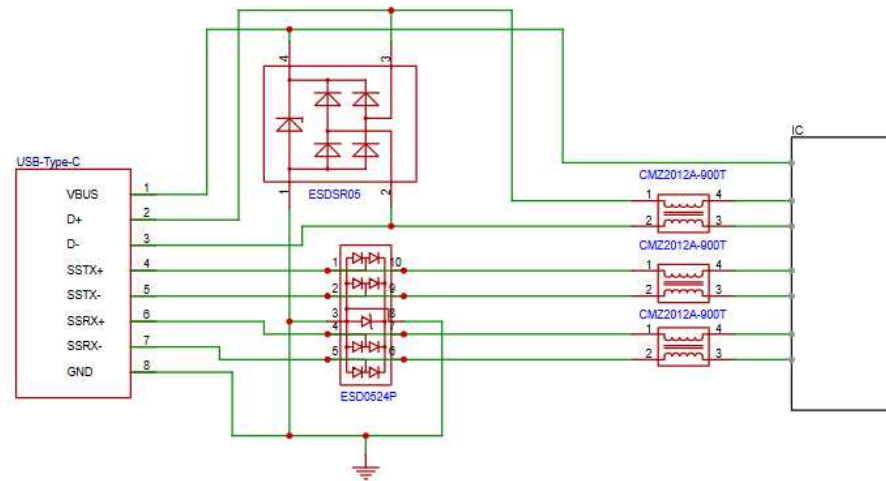 4 3
IC
USB-Type-C
CMZ2012A-900T
1 2
ESDSR05
VBUS 1
1 4
D+ 2
2 3
D- 3
CMZ2012A-900T
SSTX+ 4
1 10
1 4
SSTX- 5
2 9
2 3
SSRX+ 6
3 8
CMZ2012A-900T
4 7
1 4
SSRX- 7
5 6
2 3
GND 8
ESD0524P